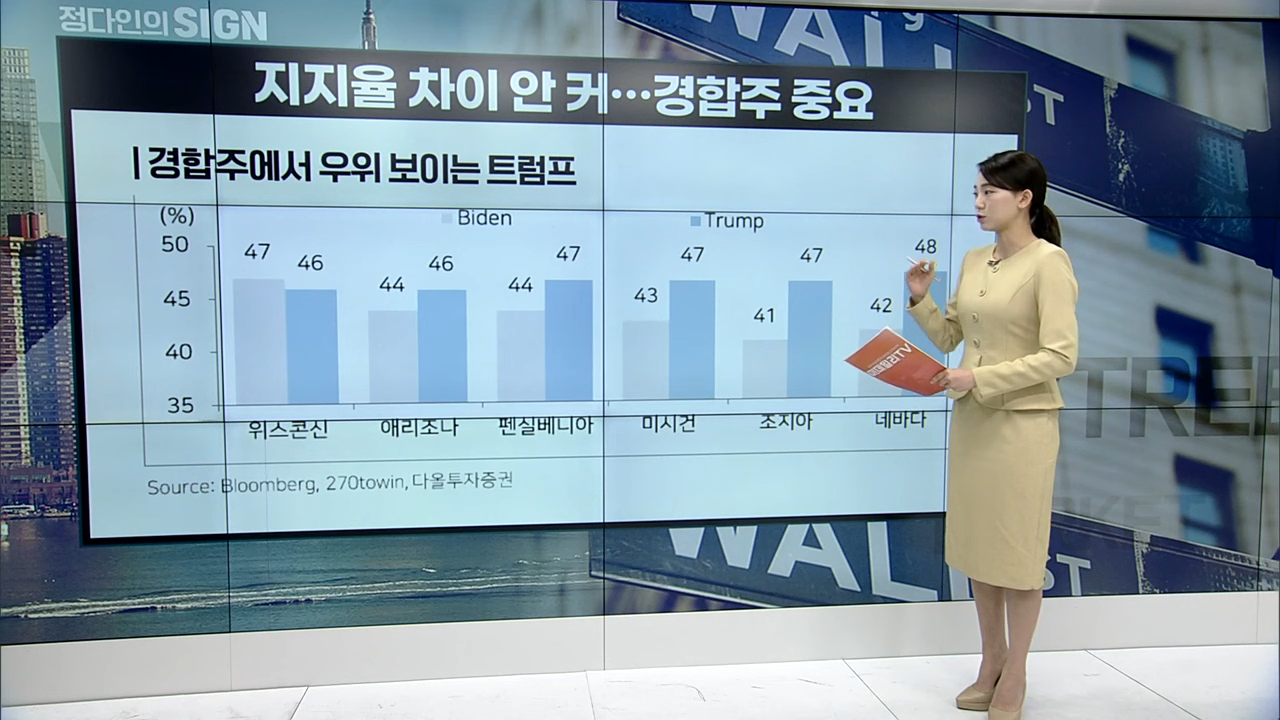 정다인의 SIGN
지지율 차이 안 커…경합주 중요
경합주에서 우위 보이는 트럼프
(%)
Biden
Trump
50
45
40
35
47 46
44 46
44 47
43 47
41 47
42 48
위스콘신
애리조나
펜실베니아
미시건
조지아
네바다
Source: Bloomberg, 270towin, 다올투자증권
WALL
ST
WALL ST